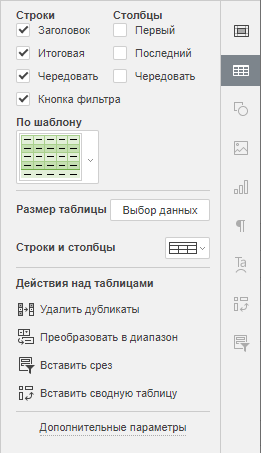 Строки Столбцы
Заголовок Первый
Итоговая Последний
Чередовать Чередовать
Кнопка фильтра
По шаблону
Размер таблицы Выбор данных
Строки и столбцы
Действия над таблицами
Удалить дубликаты
Преобразовать в диапазон
Вставить срез
Вставить сводную таблицу
Дополнительные параметры
Ta